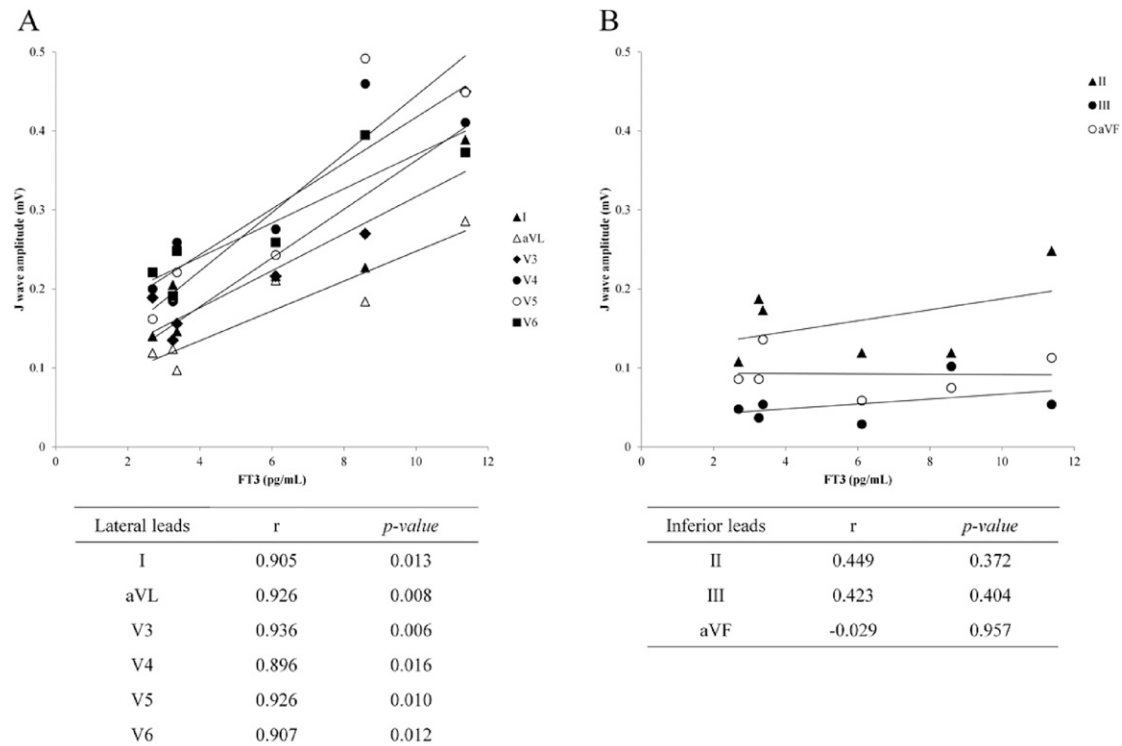 A
B
0.5
0.4
0.3
0.2
0.1
0
0 2 4 6 8 10 12
J wave amplitude (mV)
FT3 (pg/mL)
I
aVL
V3
V4
V5
V6
0.5
0.4
0.3
0.2
0.1
0
0 2 4 6 8 10 12
J wave amplitude (mV)
FT3 (pg/mL)
II
III
aVF
Lateral leads r p-value
I 0.905 0.013
aVL 0.926 0.008
V3 0.936 0.006
V4 0.896 0.016
V5 0.926 0.010
V6 0.907 0.012
Inferior leads r p-value
II 0.449 0.372
III 0.423 0.404
aVF -0.029 0.957